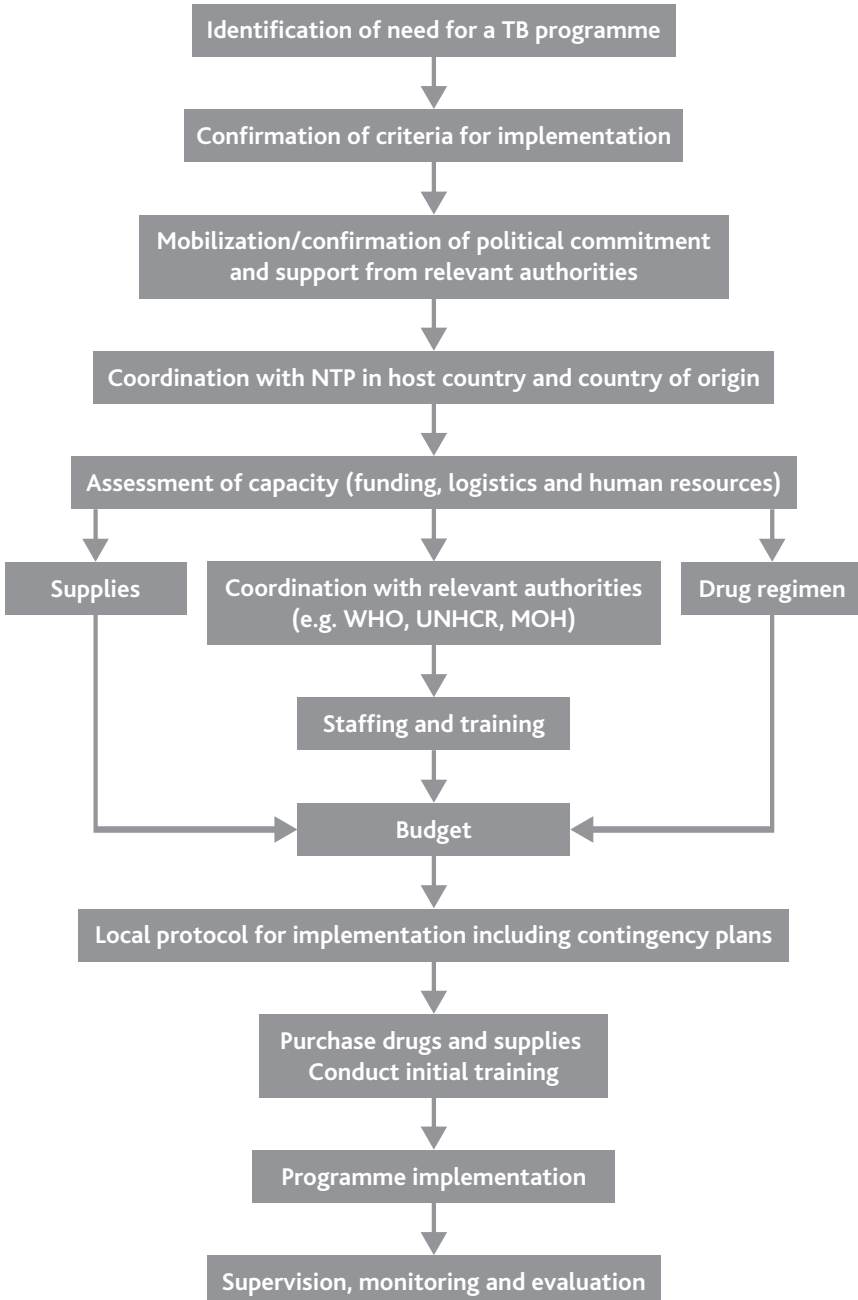 Identification of need for a TB programme
Confirmation of criteria for implementation
Mobilization/confirmation of political commitment
and support from relevant authorities
Coordination with NTP in host country and country of origin
Assessment of capacity (funding, logistics and human resources)
Supplies
Coordination with relevant authorities
(e.g. WHO, UNHCR, MOH)
Drug regimen
Staffing and training
Budget
Local protocol for implementation including contingency plans
Purchase drugs and supplies
Conduct initial training
Programme implementation
Supervision, monitoring and evaluation